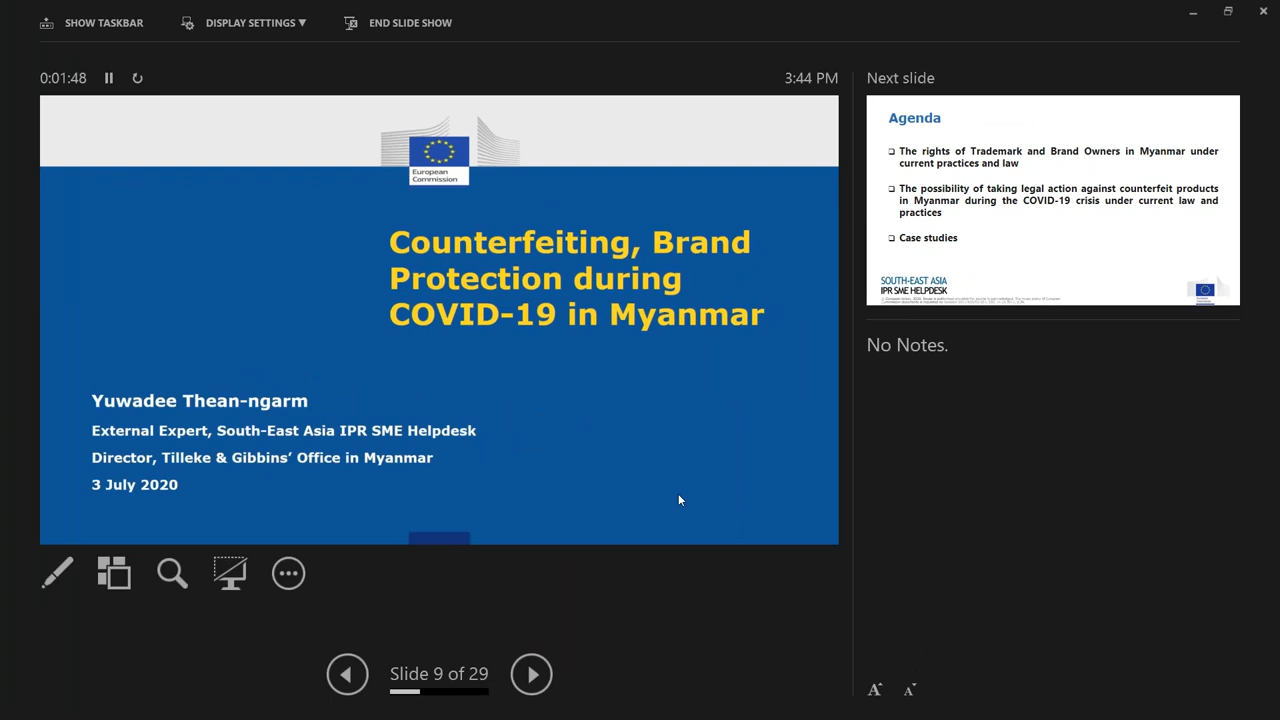 SHOW TASKBAR
DISPLAY SETTINGS ▼
END SLIDE SHOW
0:01:48
3:44 PM
Next slide
European
Commission
Counterfeiting, Brand
Protection during
COVID-19 in Myanmar
Yuwadee Thean-ngarm
External Expert, South-East Asia IPR SME Helpdesk
Director, Tilleke & Gibbins’ Office in Myanmar
3 July 2020
Agenda
❑ The rights of Trademark and Brand Owners in Myanmar under
current practices and law
❑ The possibility of taking legal action against counterfeit products
in Myanmar during the COVID-19 crisis under current law and
practices
❑ Case studies
SOUTH-EAST ASIA
IPR SME HELPDESK
No Notes.
Slide 9 of 29
A A